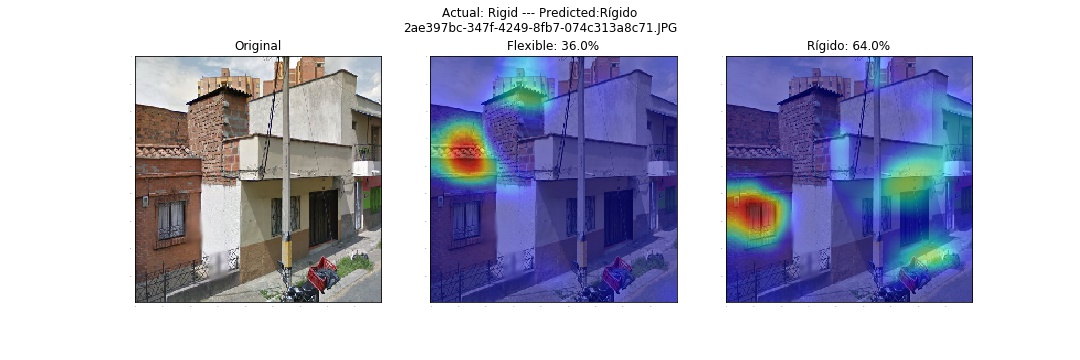 Actual: Rigid --- Predicted:Rígido
2ae397bc-347f-4249-8fb7-074c313a8c71.JPG
Original
Flexible: 36.0%
Rígido: 64.0%